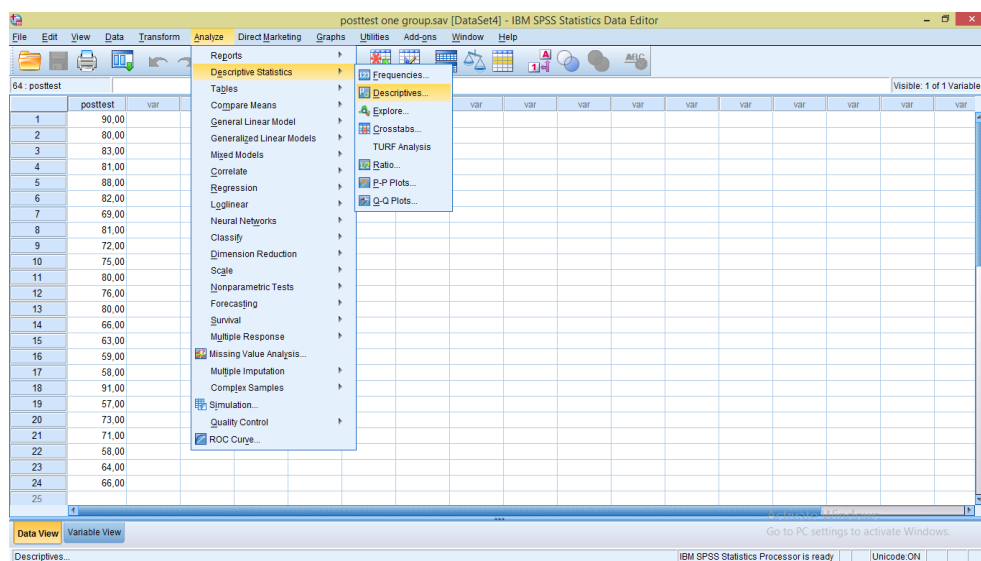 posttest one group.sav [DataSet4] - IBM SPSS Statistics Data Editor
File Edit View Data Transform Analyze Direct Marketing Graphs Utilities Add-ons Window Help
64 : posttest
Visible: 1 of 1 Variable
Reports
Descriptive Statistics
Tables
Compare Means
General Linear Model
Generalized Linear Models
Mixed Models
Correlate
Regression
Loglinear
Neural Networks
Classify
Dimension Reduction
Scale
Nonparametric Tests
Forecasting
Survival
Multiple Response
Missing Value Analysis...
Multiple Imputation
Complex Samples
Simulation...
Quality Control
ROC Curve...
Frequencies...
Descriptives...
Explore...
Crosstabs...
TURF Analysis
Ratio...
P-P Plots...
Q-Q Plots...
posttest var var var var var var var var var var var
1 90,00
2 80,00
3 83,00
4 81,00
5 88,00
6 82,00
7 69,00
8 81,00
9 72,00
10 75,00
11 80,00
12 76,00
13 80,00
14 66,00
15 63,00
16 59,00
17 58,00
18 91,00
19 57,00
20 73,00
21 71,00
22 58,00
23 64,00
24 66,00
25
Data View Variable View
Activate Windows
Go to PC settings to activate Windows.
Descriptives...
IBM SPSS Statistics Processor is ready
Unicode:ON